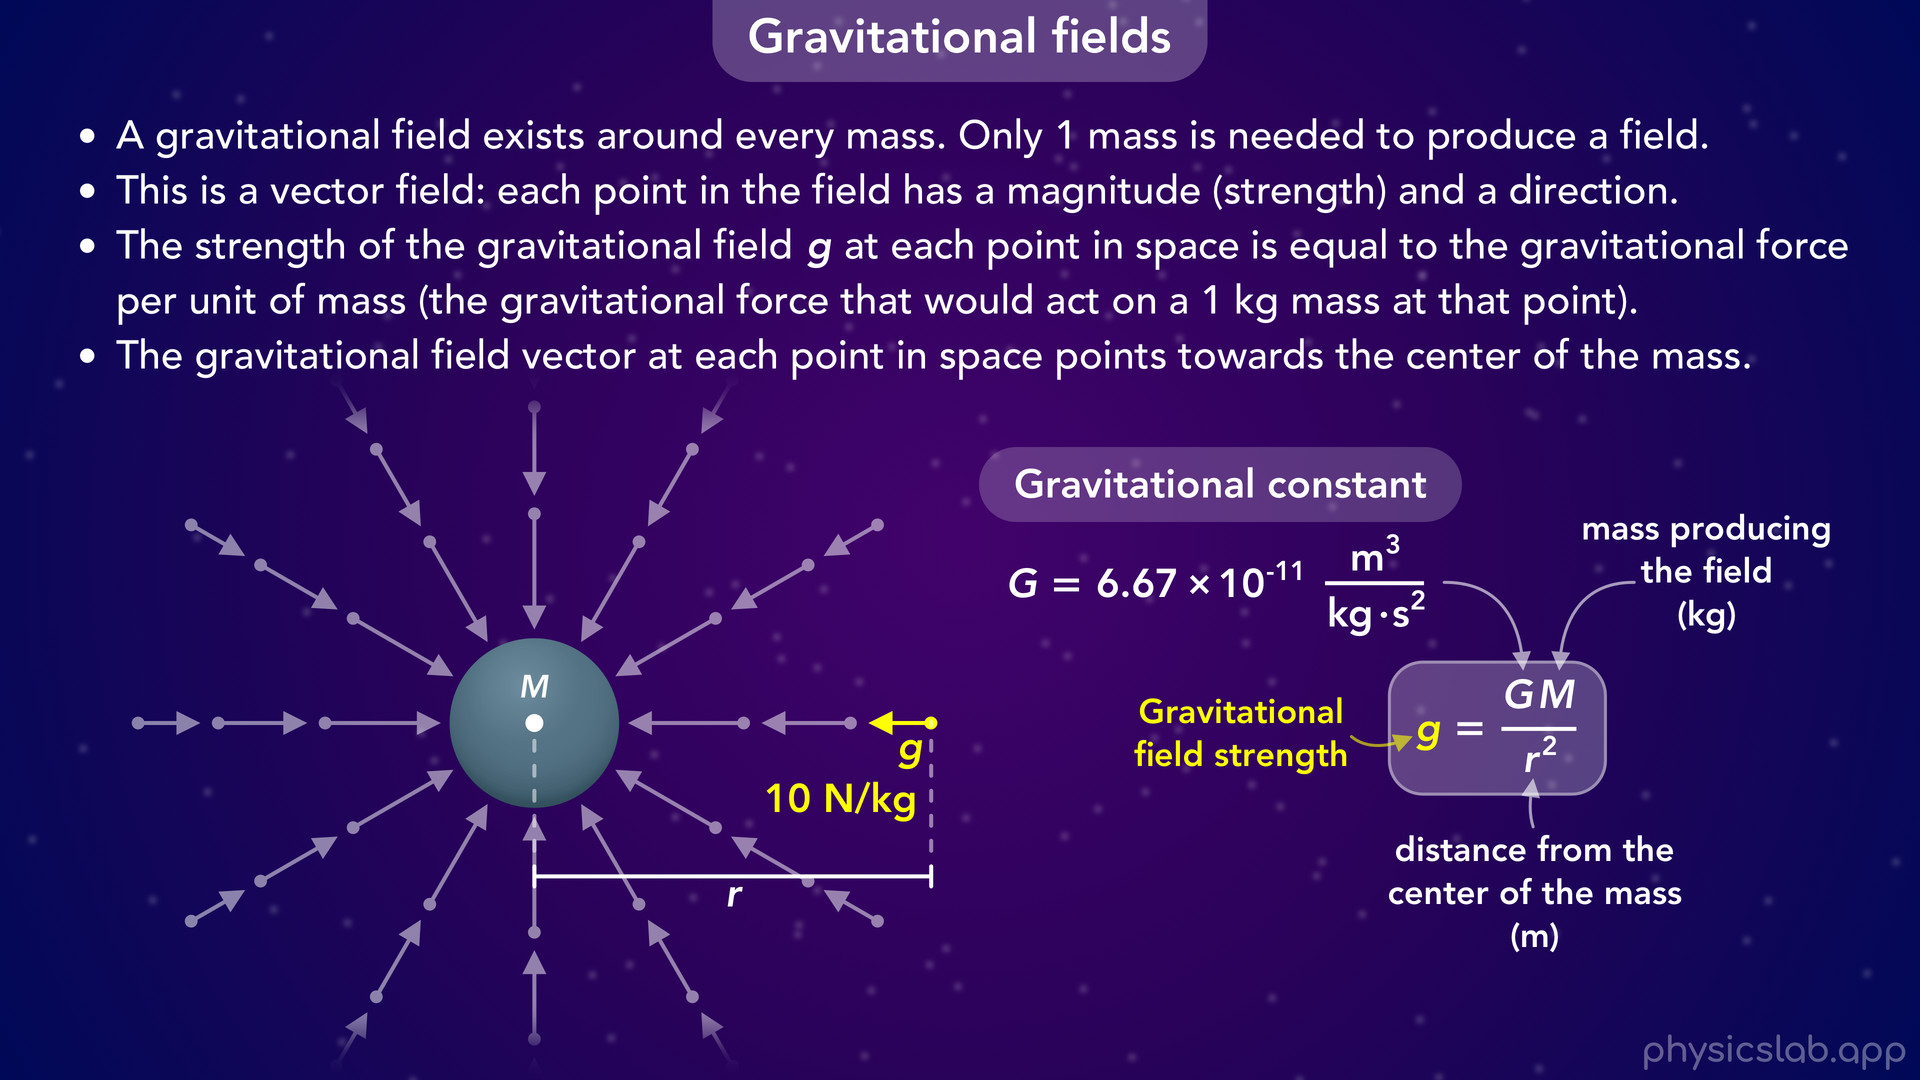 Gravitational fields
• A gravitational field exists around every mass. Only 1 mass is needed to produce a field.
• This is a vector field: each point in the field has a magnitude (strength) and a direction.
• The strength of the gravitational field g at each point in space is equal to the gravitational force
per unit of mass (the gravitational force that would act on a 1 kg mass at that point).
• The gravitational field vector at each point in space points towards the center of the mass.
M
g
10 N/kg
r
Gravitational constant
G = 6.67 × 10⁻¹¹ m³ / kg · s²
mass producing
the field
(kg)
Gravitational
field strength
g = GM / r²
distance from the
center of the mass
(m)
physicslab.app